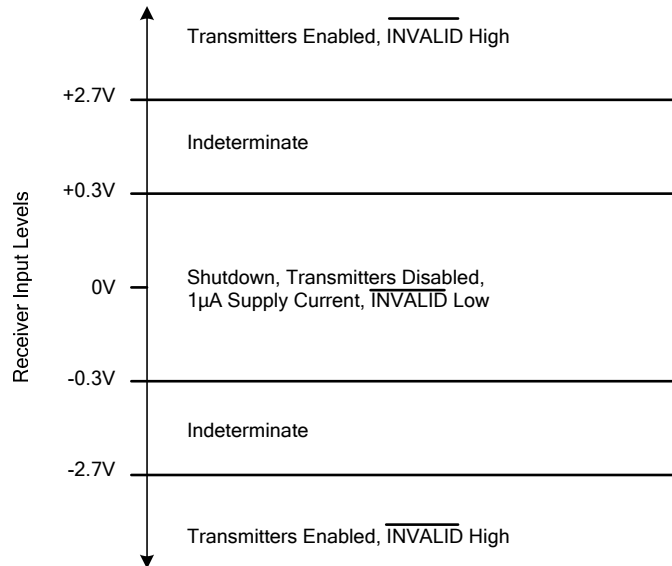 Transmitters Enabled, INVALID High
+2.7V
Indeterminate
+0.3V
Receiver Input Levels
0V
Shutdown, Transmitters Disabled,
1µA Supply Current, INVALID Low
-0.3V
Indeterminate
-2.7V
Transmitters Enabled, INVALID High